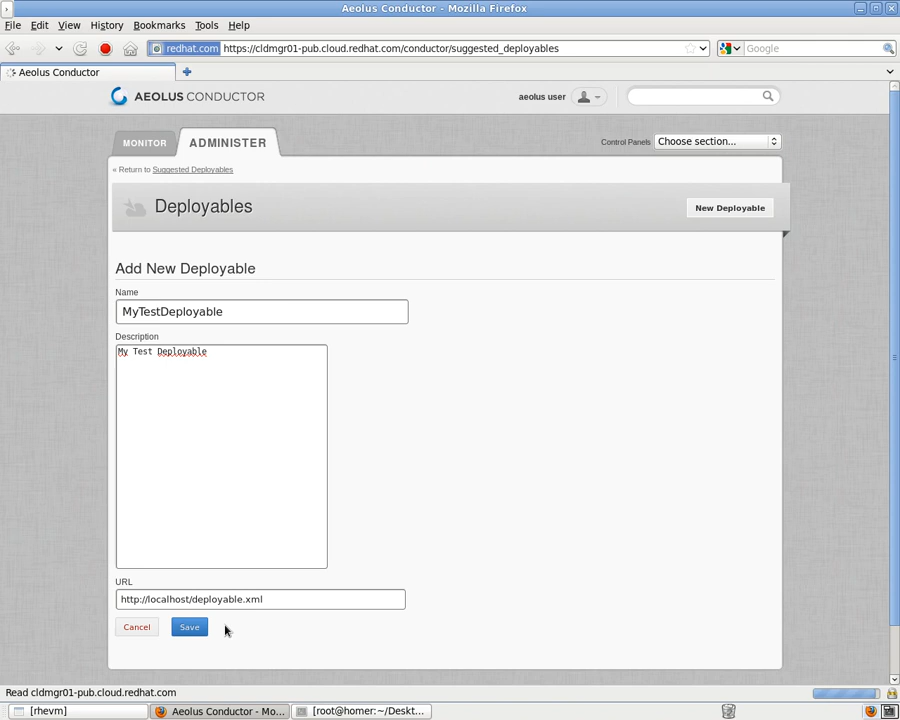 Aeolus Conductor - Mozilla Firefox
File Edit View History Bookmarks Tools Help
redhat.com https://cldmgr01-pub.cloud.redhat.com/conductor/suggested_deployables
Google
Aeolus Conductor
AEOLUS CONDUCTOR
aeolus user
MONITOR
ADMINISTER
Control Panels
Choose section...
« Return to Suggested Deployables
Deployables
New Deployable
Add New Deployable
Name
MyTestDeployable
Description
My Test Deployable
URL
http://localhost/deployable.xml
Cancel
Save
Read cldmgr01-pub.cloud.redhat.com
[rhevm]
Aeolus Conductor - Mo...
[root@homer:~/Deskt...